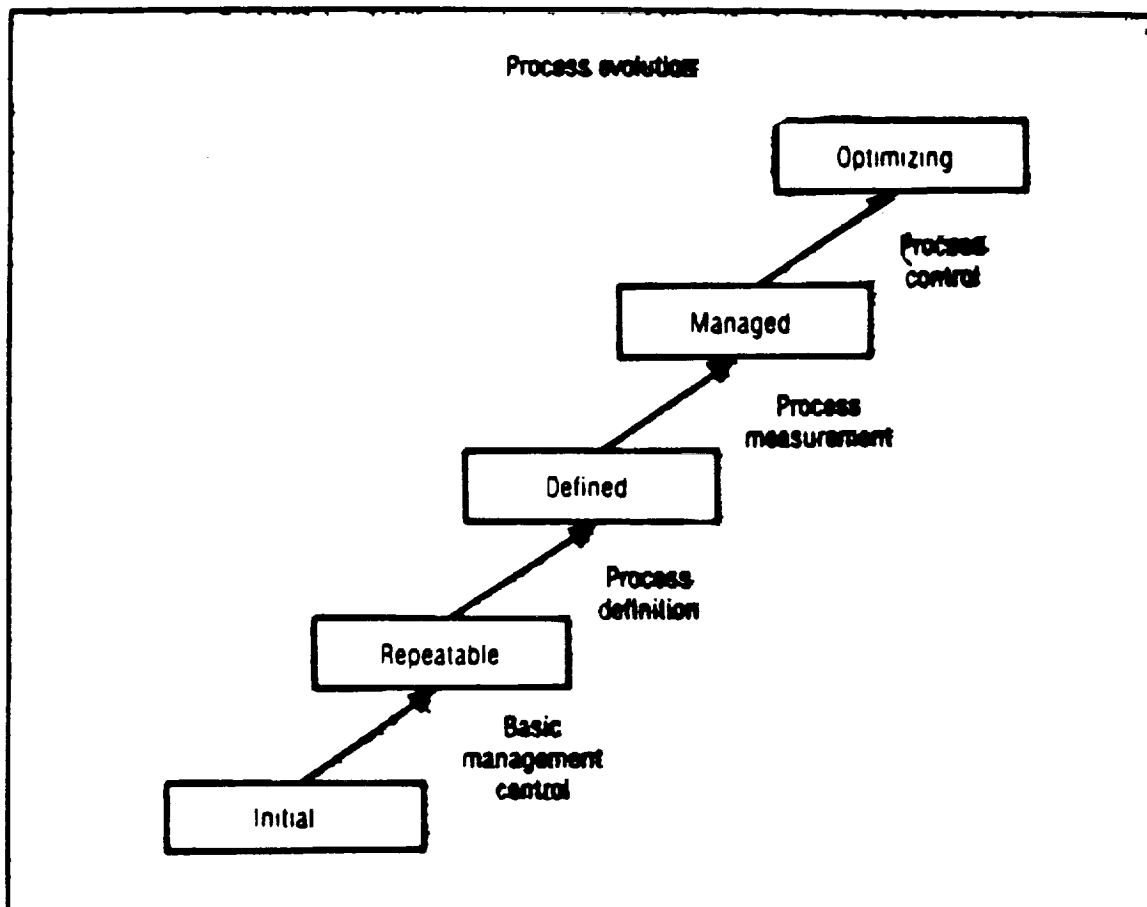 Process evolution
Optimizing
Process
control
Managed
Process
measurement
Defined
Process
definition
Repeatable
Basic
management
control
Initial